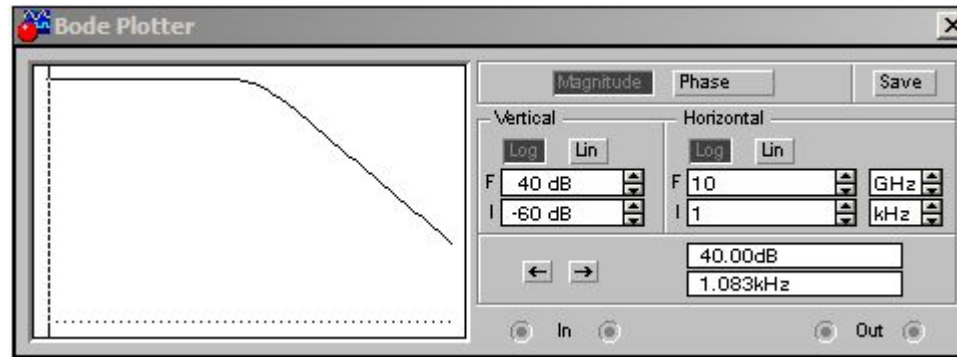 Bode Plotter
Magnitude Phase Save
Vertical Horizontal
Log Lin Log Lin
F 40 dB F 10 GHz
I -60 dB I 1 kHz
← →
40.00dB
1.083kHz
In Out